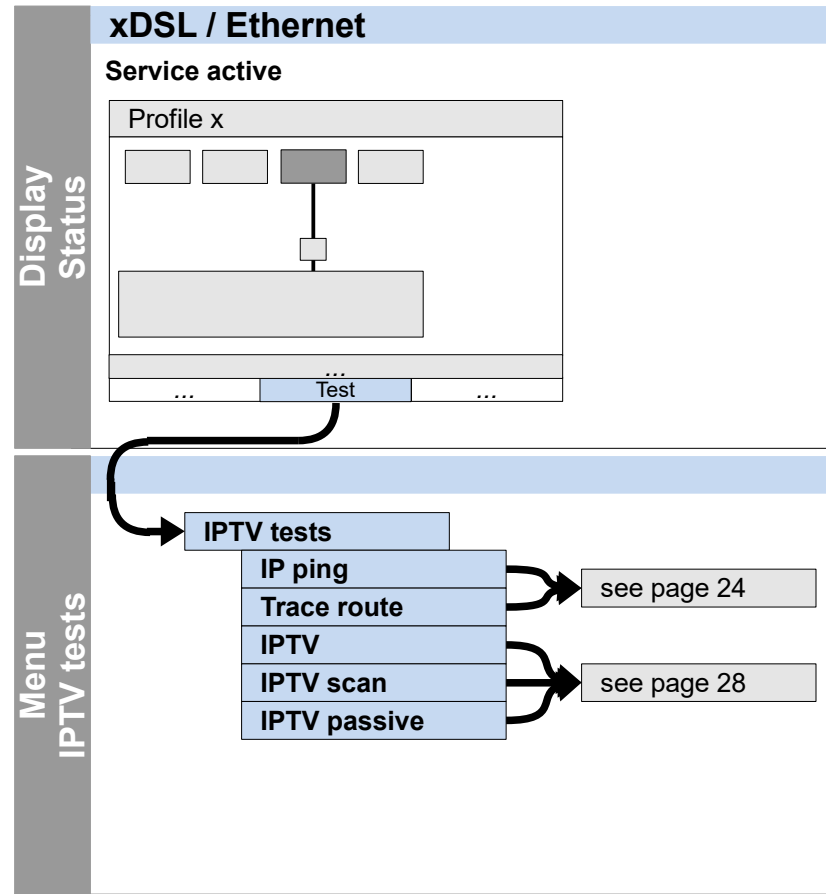 xDSL / Ethernet
Service active
Profile x
Display
Status
...
... Test ...
Menu
IPTV tests
IPTV tests
IP ping
Trace route
see page 24
IPTV
IPTV scan
see page 28
IPTV passive